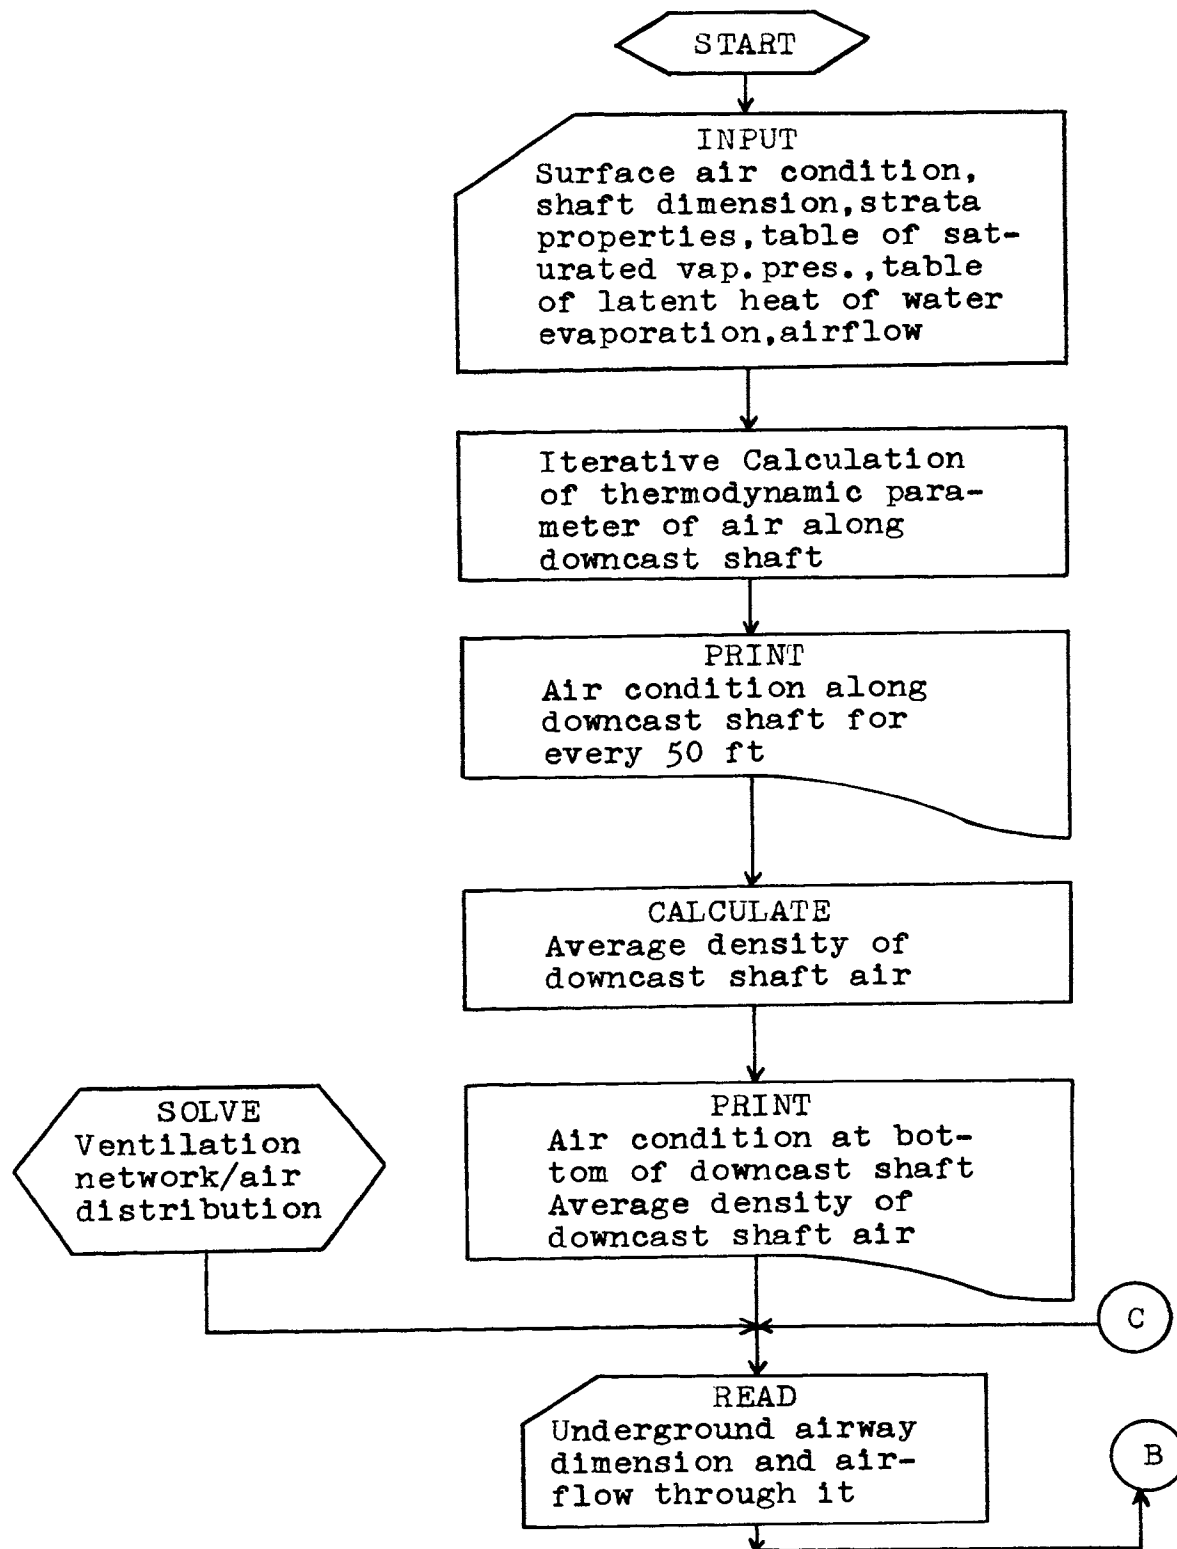 START
INPUT
Surface air condition,
shaft dimension,strata
properties,table of sat-
urated vap.pres.,table
of latent heat of water
evaporation,airflow
Iterative Calculation
of thermodynamic para-
meter of air along
downcast shaft
PRINT
Air condition along
downcast shaft for
every 50 ft
CALCULATE
Average density of
downcast shaft air
SOLVE
Ventilation
network/air
distribution
PRINT
Air condition at bot-
tom of downcast shaft
Average density of
downcast shaft air
C
READ
Underground airway
dimension and air-
flow through it
B